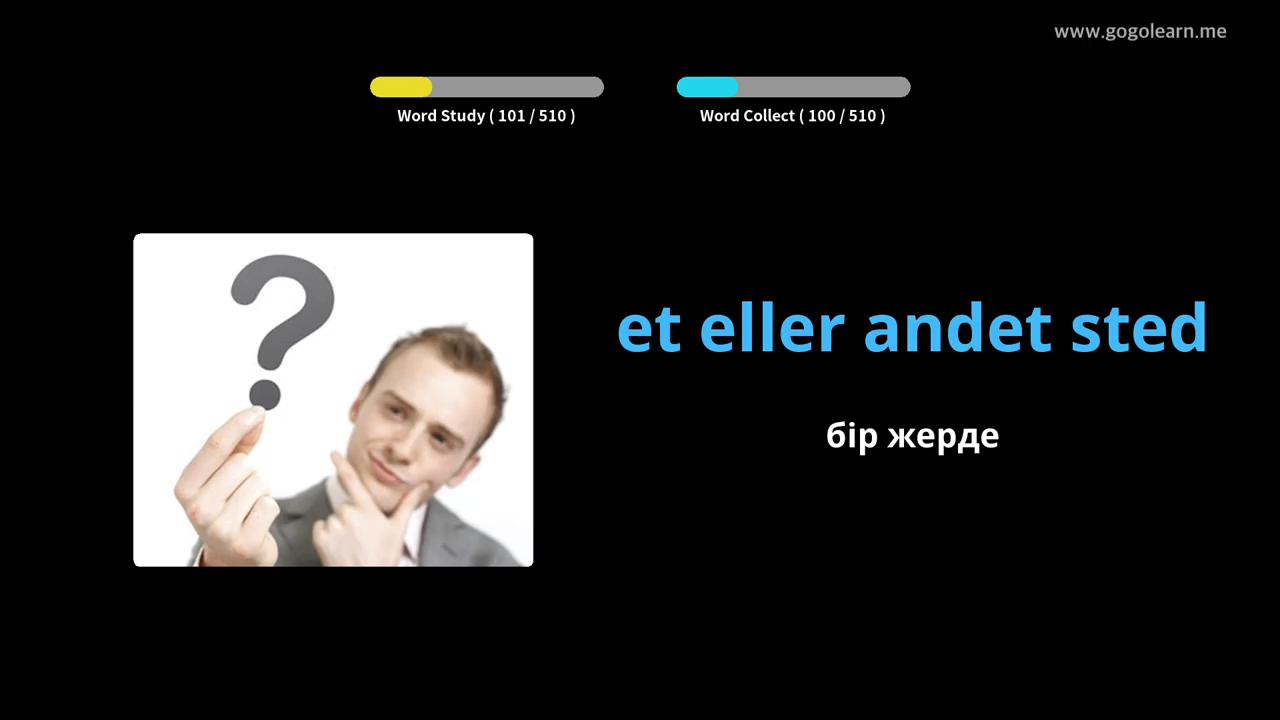 www.gogolearn.me
Word Study ( 101 / 510 )
Word Collect ( 100 / 510 )
et eller andet sted
бір жерде